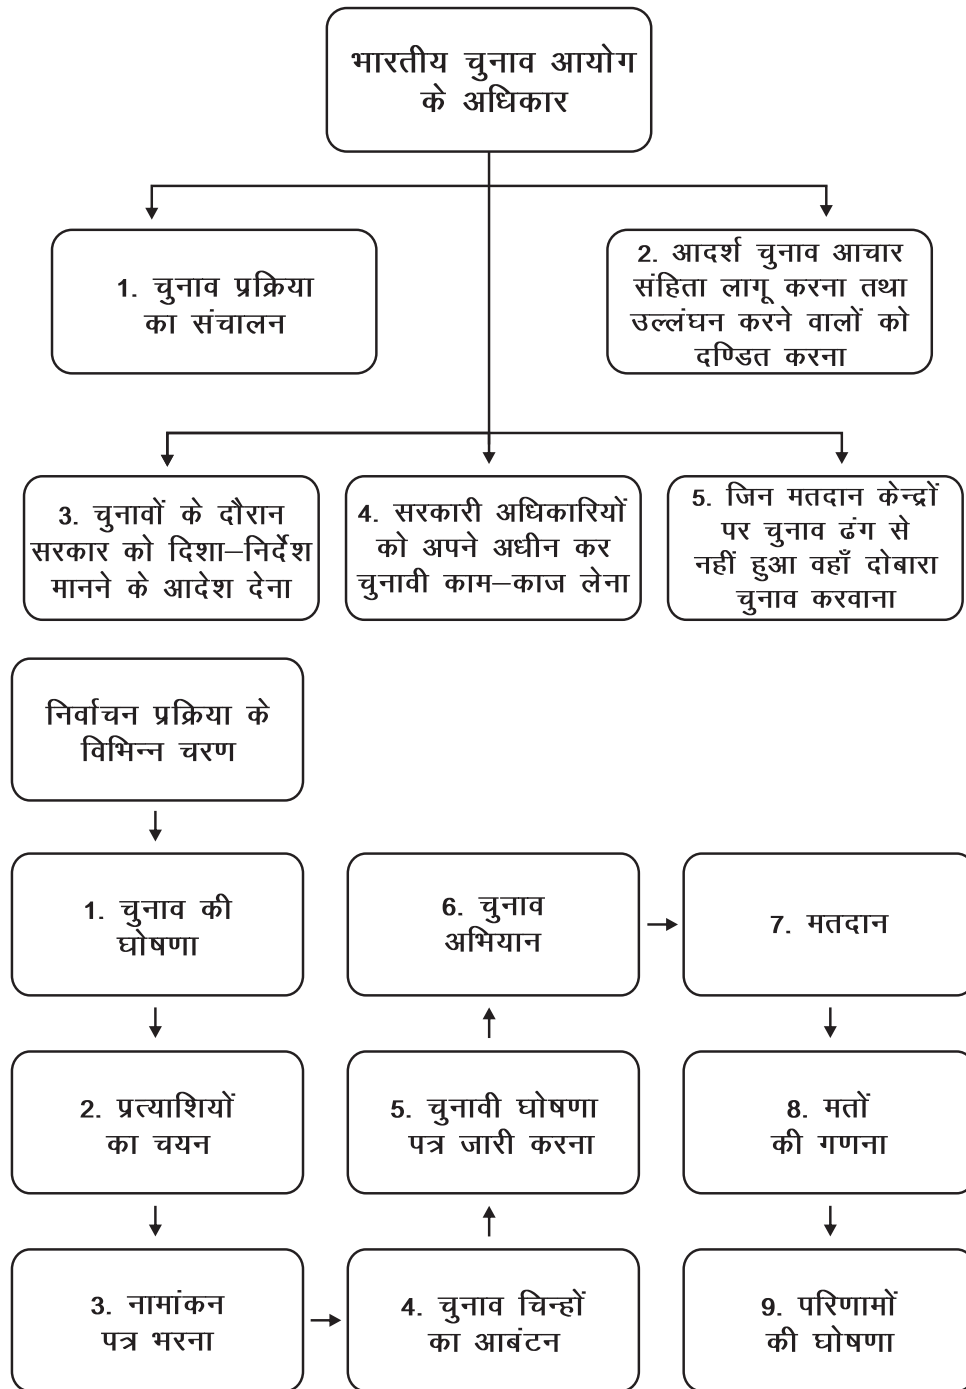 भारतीय चुनाव आयोग
के अधिकार
1. चुनाव प्रक्रिया
का संचालन
2. आदर्श चुनाव आचार
संहिता लागू करना तथा
उल्लंघन करने वालों को
दण्डित करना
3. चुनावों के दौरान
सरकार को दिशा–निर्देश
मानने के आदेश देना
4. सरकारी अधिकारियों
को अपने अधीन कर
चुनावी काम–काज लेना
5. जिन मतदान केन्द्रों
पर चुनाव ढंग से
नहीं हुआ वहाँ दोबारा
चुनाव करवाना
निर्वाचन प्रक्रिया के
विभिन्न चरण
1. चुनाव की
घोषणा
2. प्रत्याशियों
का चयन
3. नामांकन
पत्र भरना
4. चुनाव चिन्हों
का आबंटन
5. चुनावी घोषणा
पत्र जारी करना
6. चुनाव
अभियान
7. मतदान
8. मतों
की गणना
9. परिणामों
की घोषणा